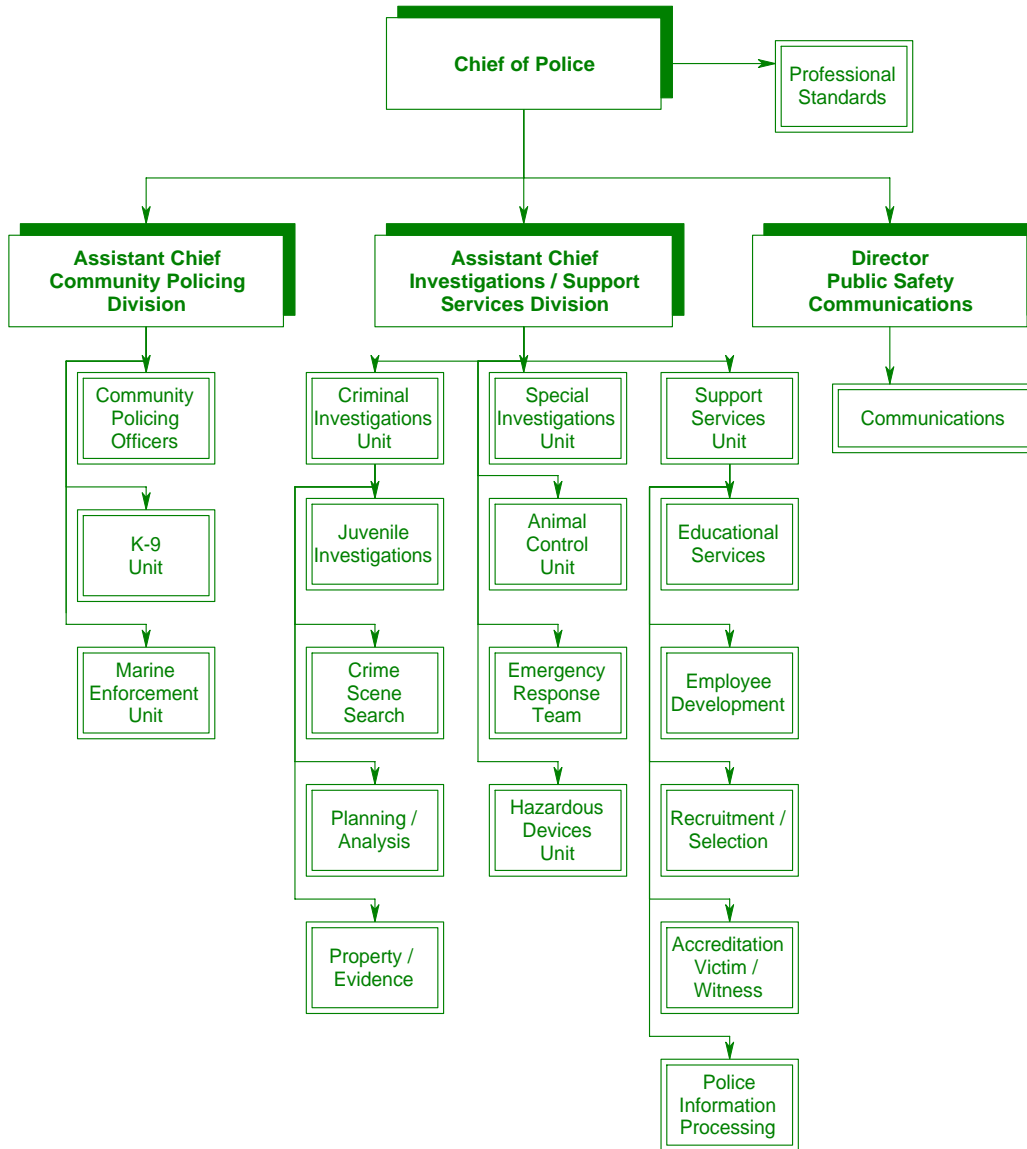 Chief of Police
Professional
Standards
Assistant Chief
Community Policing
Division
Assistant Chief
Investigations / Support
Services Division
Director
Public Safety
Communications
Community
Policing
Officers
Criminal
Investigations
Unit
Special
Investigations
Unit
Support
Services
Unit
Communications
K-9
Unit
Juvenile
Investigations
Animal
Control
Unit
Educational
Services
Marine
Enforcement
Unit
Crime
Scene
Search
Emergency
Response
Team
Employee
Development
Planning /
Analysis
Hazardous
Devices
Unit
Recruitment /
Selection
Property /
Evidence
Accreditation
Victim /
Witness
Police
Information
Processing